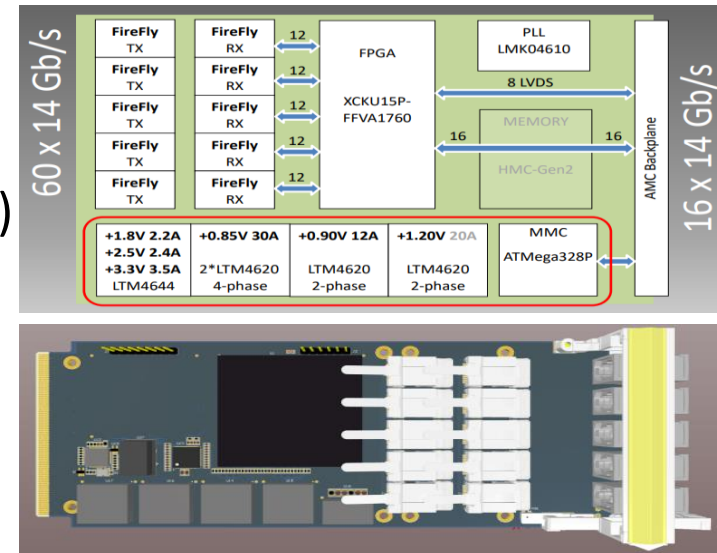 60 x 14 Gb/s
)
FireFly
TX
FireFly
RX
12
FireFly
TX
FireFly
RX
12
FireFly
TX
FireFly
RX
12
FireFly
TX
FireFly
RX
12
FireFly
TX
FireFly
RX
12
FPGA
XCKU15P-
FFVA1760
PLL
LMK04610
8 LVDS
MEMORY
16
16
HMC-Gen2
AMC Backplane
16 x 14 Gb/s
+1.8V 2.2A
+2.5V 2.4A
+3.3V 3.5A
LTM4644
+0.85V 30A
2*LTM4620
4-phase
+0.90V 12A
LTM4620
2-phase
+1.20V 20A
LTM4620
2-phase
MMC
ATMega328P